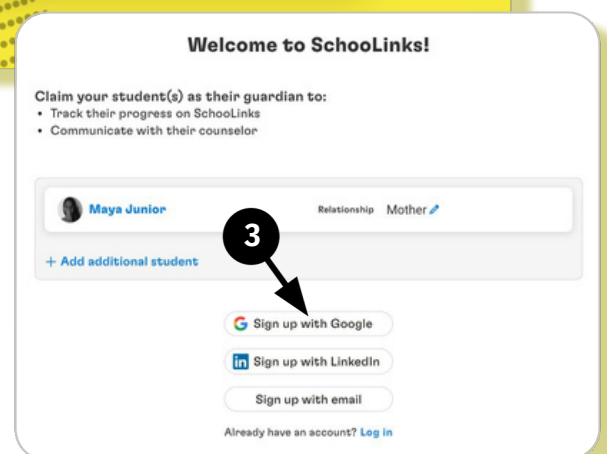 Welcome to SchooLinks!
Claim your student(s) as their guardian to:
• Track their progress on SchooLinks
• Communicate with their counselor
Maya Junior Relationship Mother
3
+ Add additional student
Sign up with Google
in Sign up with LinkedIn
Sign up with email
Already have an account? Log in